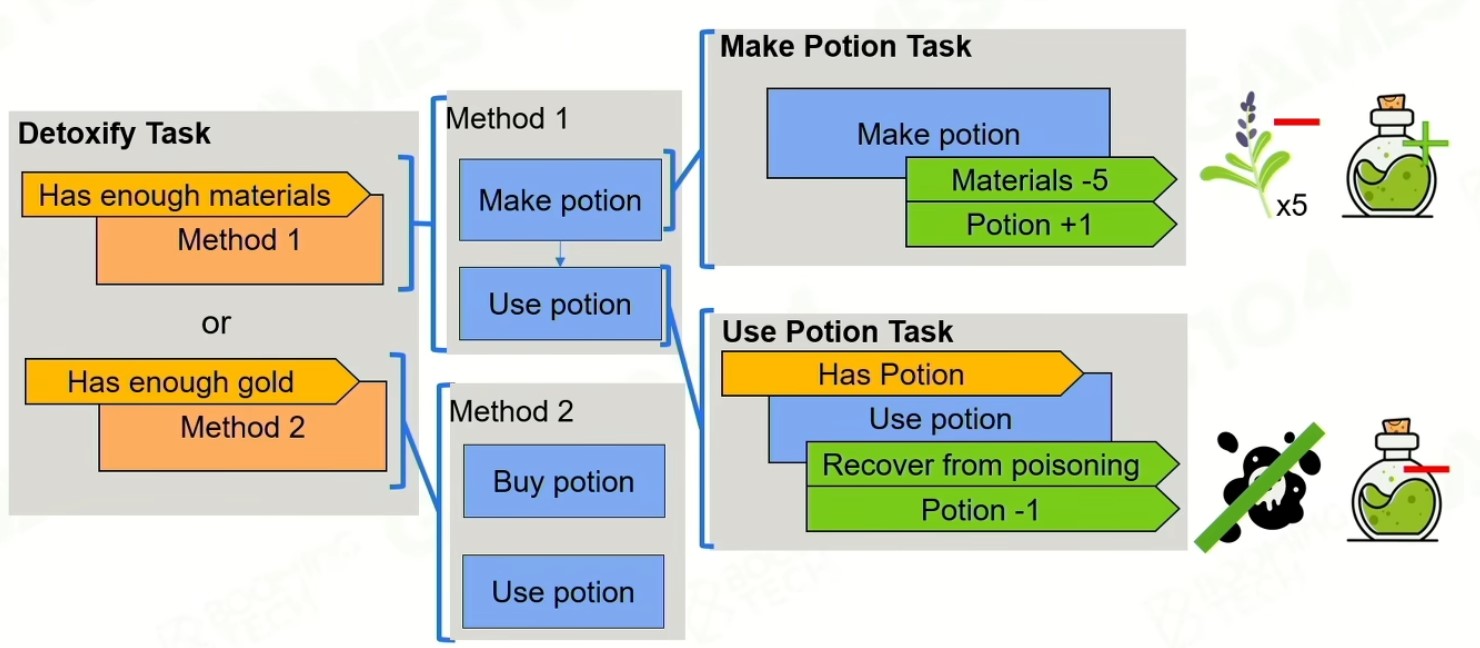 Detoxify Task
Has enough materials
Method 1
or
Has enough gold
Method 2
Method 1
Make potion
Use potion
Method 2
Buy potion
Use potion
Make Potion Task
Make potion
Materials -5
Potion +1
x5
Use Potion Task
Has Potion
Use potion
Recover from poisoning
Potion -1